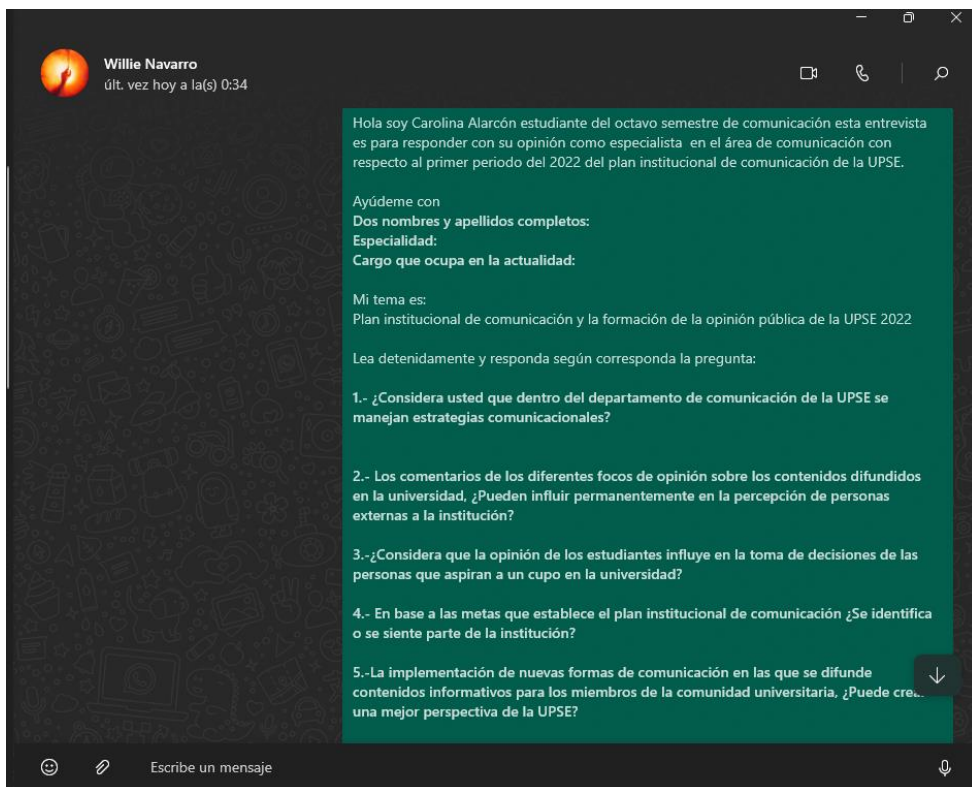 Willie Navarro
últ. vez hoy a la(s) 0:34
Hola soy Carolina Alarcón estudiante del octavo semestre de comunicación esta entrevista
es para responder con su opinión como especialista en el área de comunicación con
respecto al primer periodo del 2022 del plan institucional de comunicación de la UPSE.
Ayúdeme con
Dos nombres y apellidos completos:
Especialidad:
Cargo que ocupa en la actualidad:
Mi tema es:
Plan institucional de comunicación y la formación de la opinión pública de la UPSE 2022
Lea detenidamente y responda según corresponda la pregunta:
1.- ¿Considera usted que dentro del departamento de comunicación de la UPSE se
manejan estrategias comunicacionales?
2.- Los comentarios de los diferentes focos de opinión sobre los contenidos difundidos
en la universidad, ¿Pueden influir permanentemente en la percepción de personas
externas a la institución?
3.-¿Considera que la opinión de los estudiantes influye en la toma de decisiones de las
personas que aspiran a un cupo en la universidad?
4.- En base a las metas que establece el plan institucional de comunicación ¿Se identifica
o se siente parte de la institución?
5.-La implementación de nuevas formas de comunicación en las que se difunde
contenidos informativos para los miembros de la comunidad universitaria, ¿Puede
una mejor perspectiva de la UPSE?
Escribe un mensaje